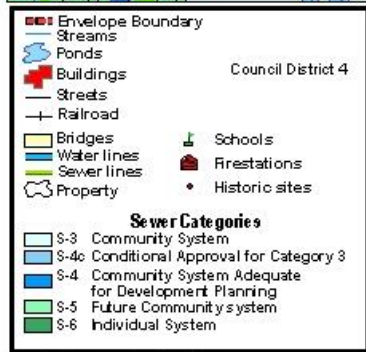 Envelope Boundary
Streams
Ponds
Buildings
Council District 4
Streets
Railroad
Bridges
Schools
Water lines
Firestations
Sewer lines
Historic sites
Property
Sewer Categories
S-3 Community System
S-4c Conditional Approval for Category 3
S-4 Community System Adequate
for Development Planning
S-5 Future Community system
S-6 Individual System